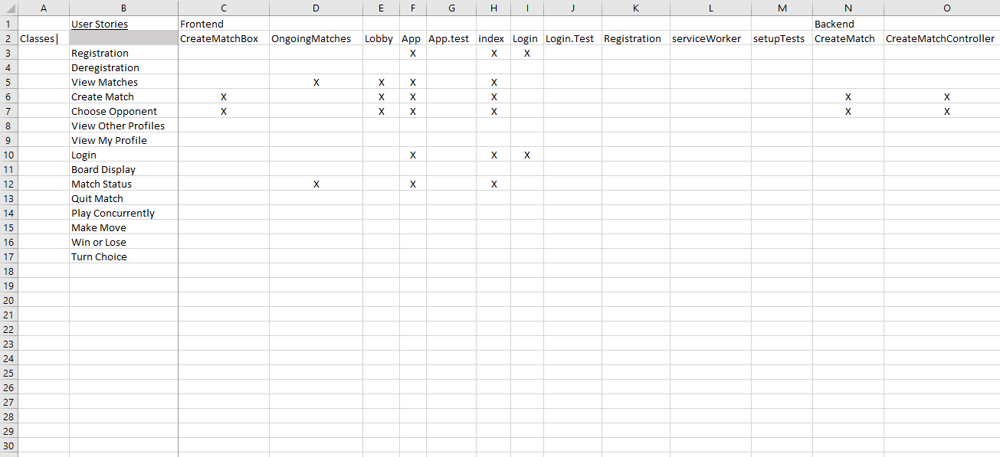 A B C D E F G H I J K L M N O
1 User Stories Frontend Backend
2 Classes| CreateMatchBox OngoingMatches Lobby App App.test index Login Login.Test Registration serviceWorker setupTests CreateMatch CreateMatchController
3 Registration X X X
4 Deregistration
5 View Matches X X X X
6 Create Match X X X X X X
7 Choose Opponent X X X X X X
8 View Other Profiles
9 View My Profile
10 Login X X X
11 Board Display
12 Match Status X X X
13 Quit Match
14 Play Concurrently
15 Make Move
16 Win or Lose
17 Turn Choice
18
19
20
21
22
23
24
25
26
27
28
29
30